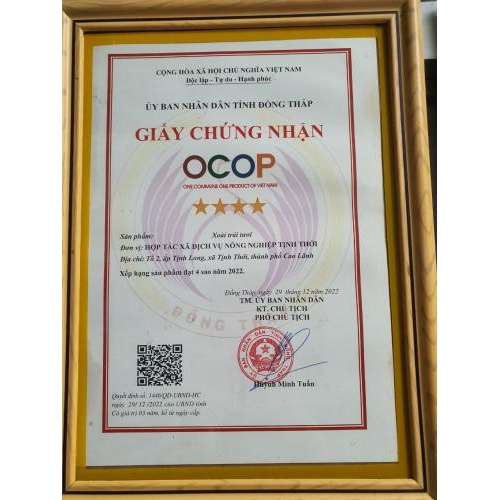 CỘNG HÒA XÃ HỘI CHỦ NGHĨA VIỆT NAM
Độc lập - Tự do - Hạnh phúc
ỦY BAN NHÂN DÂN TỈNH ĐỒNG THÁP
GIẤY CHỨNG NHẬN
OCOP
ONE COMMUNE ONE PRODUCT OF VIET NAM
Sản phẩm: Xoài trái tươi
Đơn vị: HỢP TÁC XÃ DỊCH VỤ NÔNG NGHIỆP TỊNH THỚI
Địa chỉ: Tổ 2, ấp Tịnh Long, xã Tịnh Thới, thành phố Cao Lãnh
Xếp hạng sản phẩm đạt 4 sao năm 2022.
Đồng Tháp, ngày 29 tháng 12 năm 2022
TM. ỦY BAN NHÂN DÂN
KT. CHỦ TỊCH
PHÓ CHỦ TỊCH
ĐỒNG
Huỳnh Minh Tuấn
Quyết định số: 1446/QĐ-UBND-HC
ngày 29/ 12 /2022 của UBND tỉnh
Có giá trị 03 năm, kể từ ngày cấp.